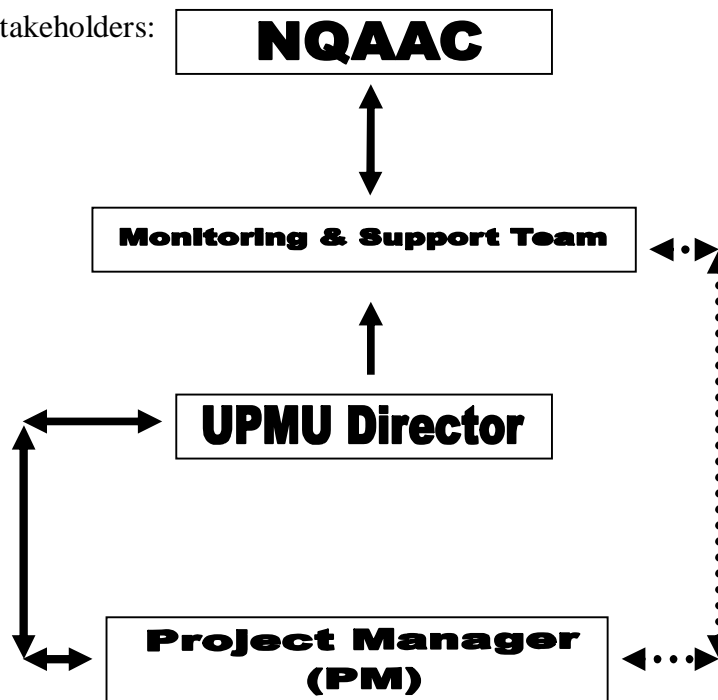 takeholders:
NQAAC
Monitoring & Support Team
UPMU Director
Project Manager
(PM)